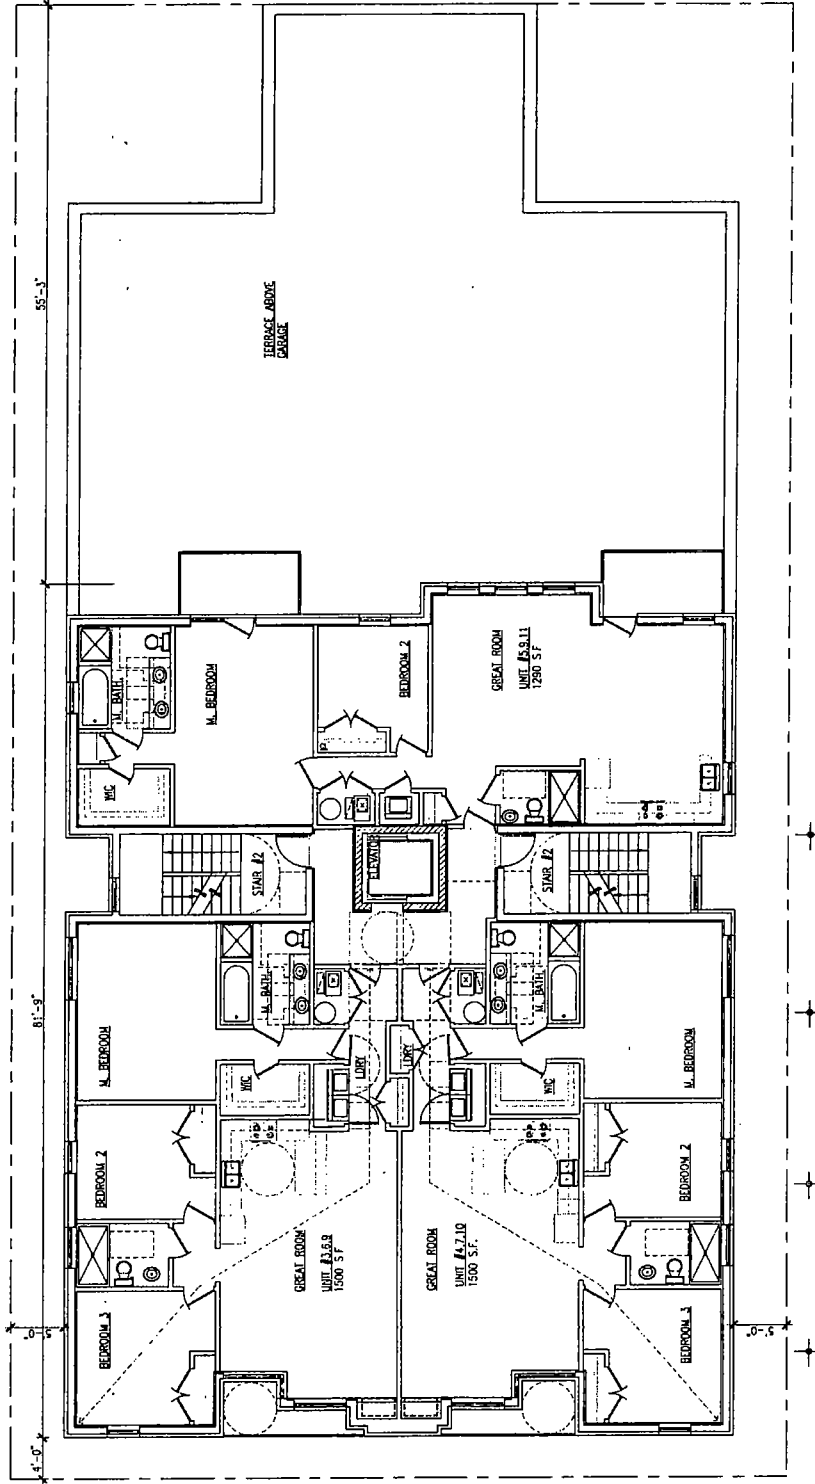 55'-3"
TERRACE ABOVE
GARAGE
M. BATH.
M. BEDROOM
BEDROOM 2
GREAT ROOM
UNIT #5.9.11
1290 S.F
WIC
STAIR #2
ELEVATOR
STAIR #2
81'-9"
M. BATH.
M. BATH.
M. BEDROOM
LDRY
LDRY
M. BEDROOM
WIC
WIC
BEDROOM 2
BEDROOM 2
GREAT ROOM
UNIT #3.6.9
1500 S.F
GREAT ROOM
UNIT #4.7.10
1500 S.F.
BEDROOM 3
BEDROOM 3
5'-0"
5'-0"
4'-0"